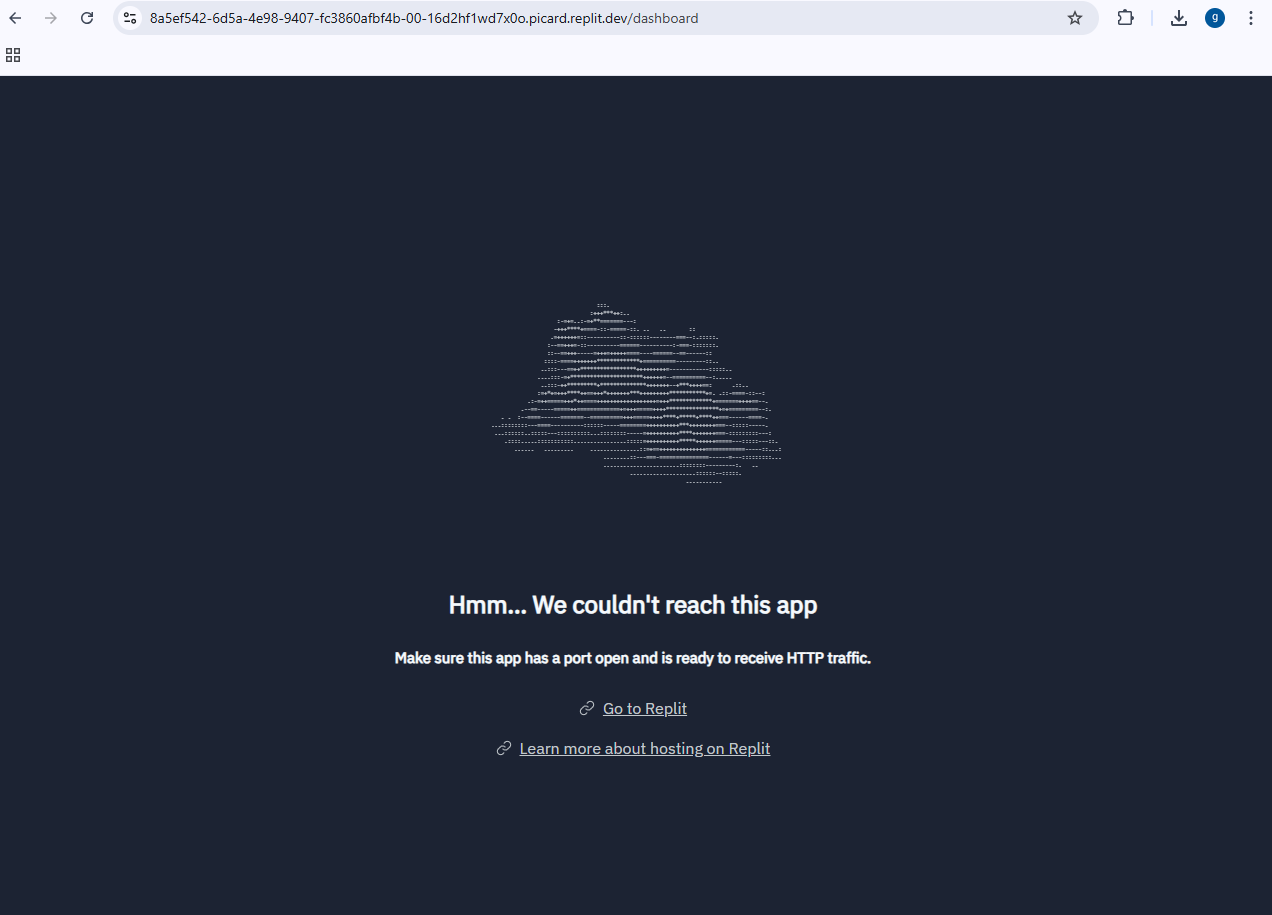 8a5ef542-6d5a-4e98-9407-fc3860afbf4b-00-16d2hf1wd7x0o.picard.replit.dev/dashboard
g
Hmm... We couldn't reach this app
Make sure this app has a port open and is ready to receive HTTP traffic.
Go to Replit
Learn more about hosting on Replit